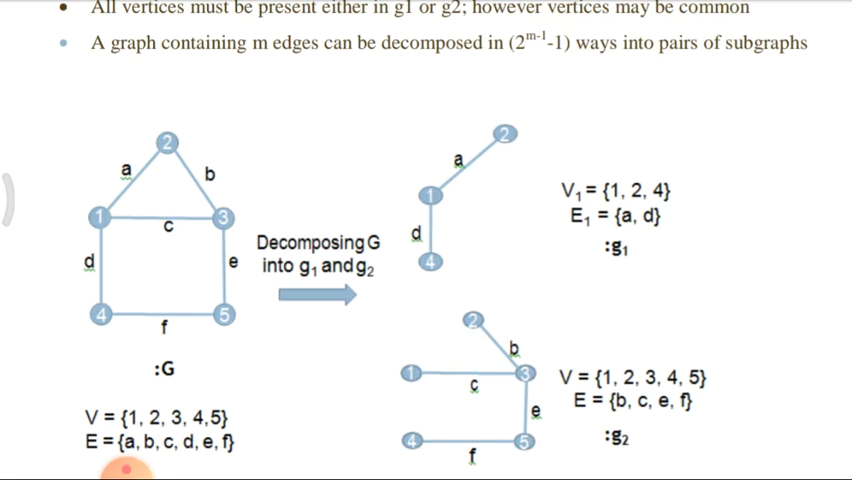 • All vertices must be present either in g1 or g2; however vertices may be common
• A graph containing m edges can be decomposed in (2ᵐ⁻¹-1) ways into pairs of subgraphs
2
a
b
1
c
3
d
e
4
f
5
:G
V = {1, 2, 3, 4,5}
E = {a, b, c, d, e, f}
Decomposing G
into g₁ and g₂
2
a
1
d
4
V₁ = {1, 2, 4}
E₁ = {a, d}
:g₁
2
b
1
c
3
e
4
f
5
V = {1, 2, 3, 4, 5}
E = {b, c, e, f}
:g₂